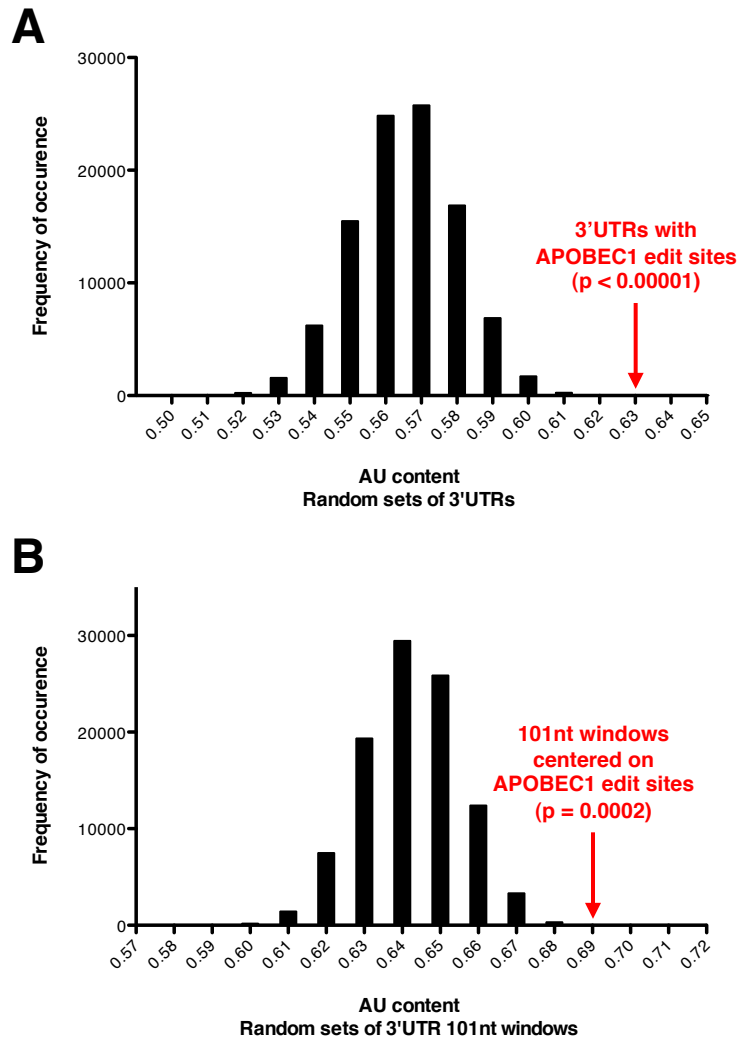 A
30000
20000
10000
0
Frequency of occurence
3'UTRs with
APOBEC1 edit sites
(p < 0.00001)
0.50 0.51 0.52 0.53 0.54 0.55 0.56 0.57 0.58 0.59 0.60 0.61 0.62 0.63 0.64 0.65
AU content
Random sets of 3'UTRs
B
30000
20000
10000
0
Frequency of occurence
101nt windows
centered on
APOBEC1 edit sites
(p = 0.0002)
0.57 0.58 0.59 0.60 0.61 0.62 0.63 0.64 0.65 0.66 0.67 0.68 0.69 0.70 0.71 0.72
AU content
Random sets of 3'UTR 101nt windows